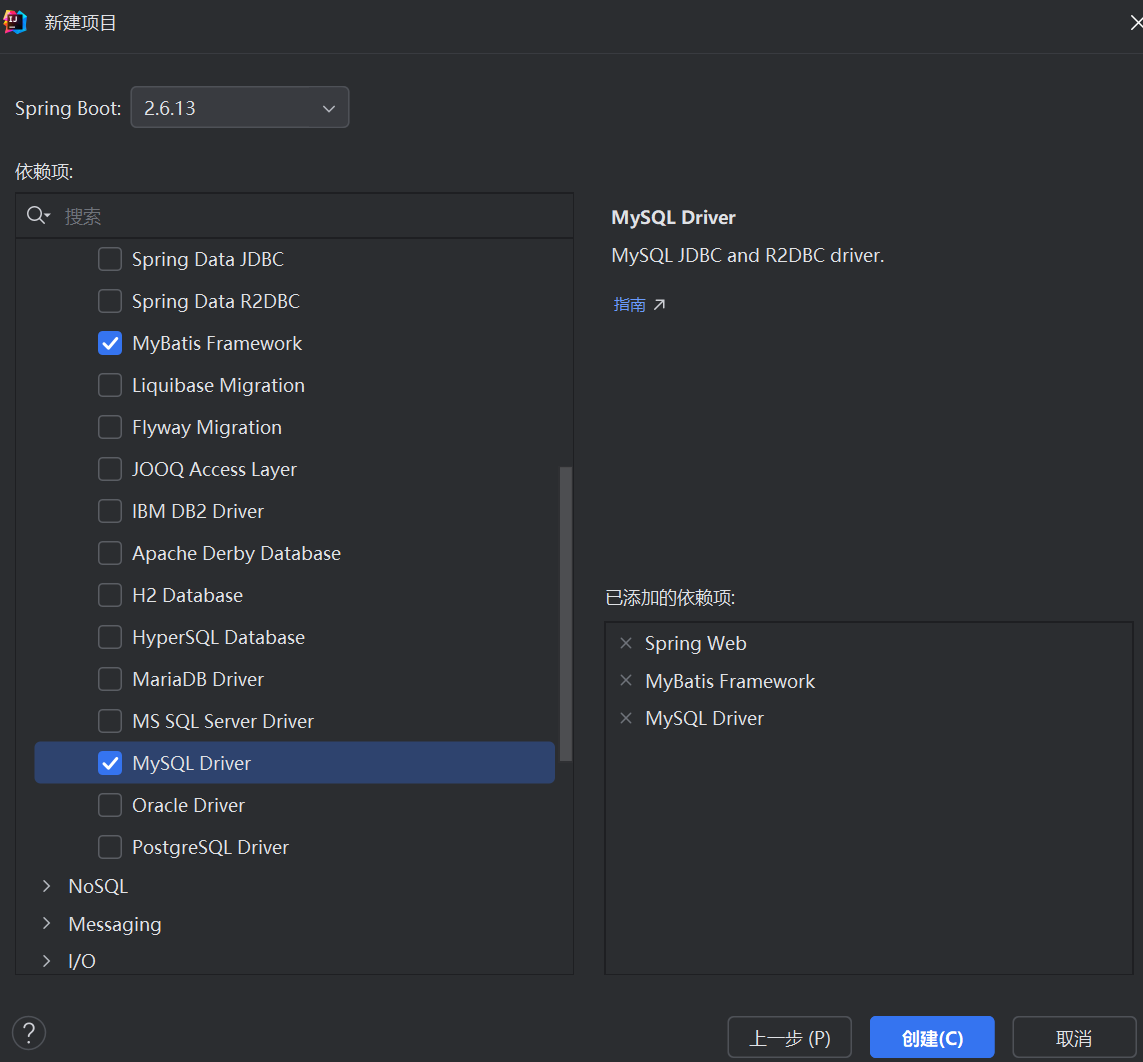 新建项目
Spring Boot: 2.6.13
依赖项:
搜索
Spring Data JDBC
Spring Data R2DBC
MyBatis Framework
Liquibase Migration
Flyway Migration
JOOQ Access Layer
IBM DB2 Driver
Apache Derby Database
H2 Database
HyperSQL Database
MariaDB Driver
MS SQL Server Driver
MySQL Driver
Oracle Driver
PostgreSQL Driver
NoSQL
Messaging
I/O
MySQL Driver
MySQL JDBC and R2DBC driver.
指南
已添加的依赖项:
Spring Web
MyBatis Framework
MySQL Driver
?
上一步 (P)
创建(C)
取消